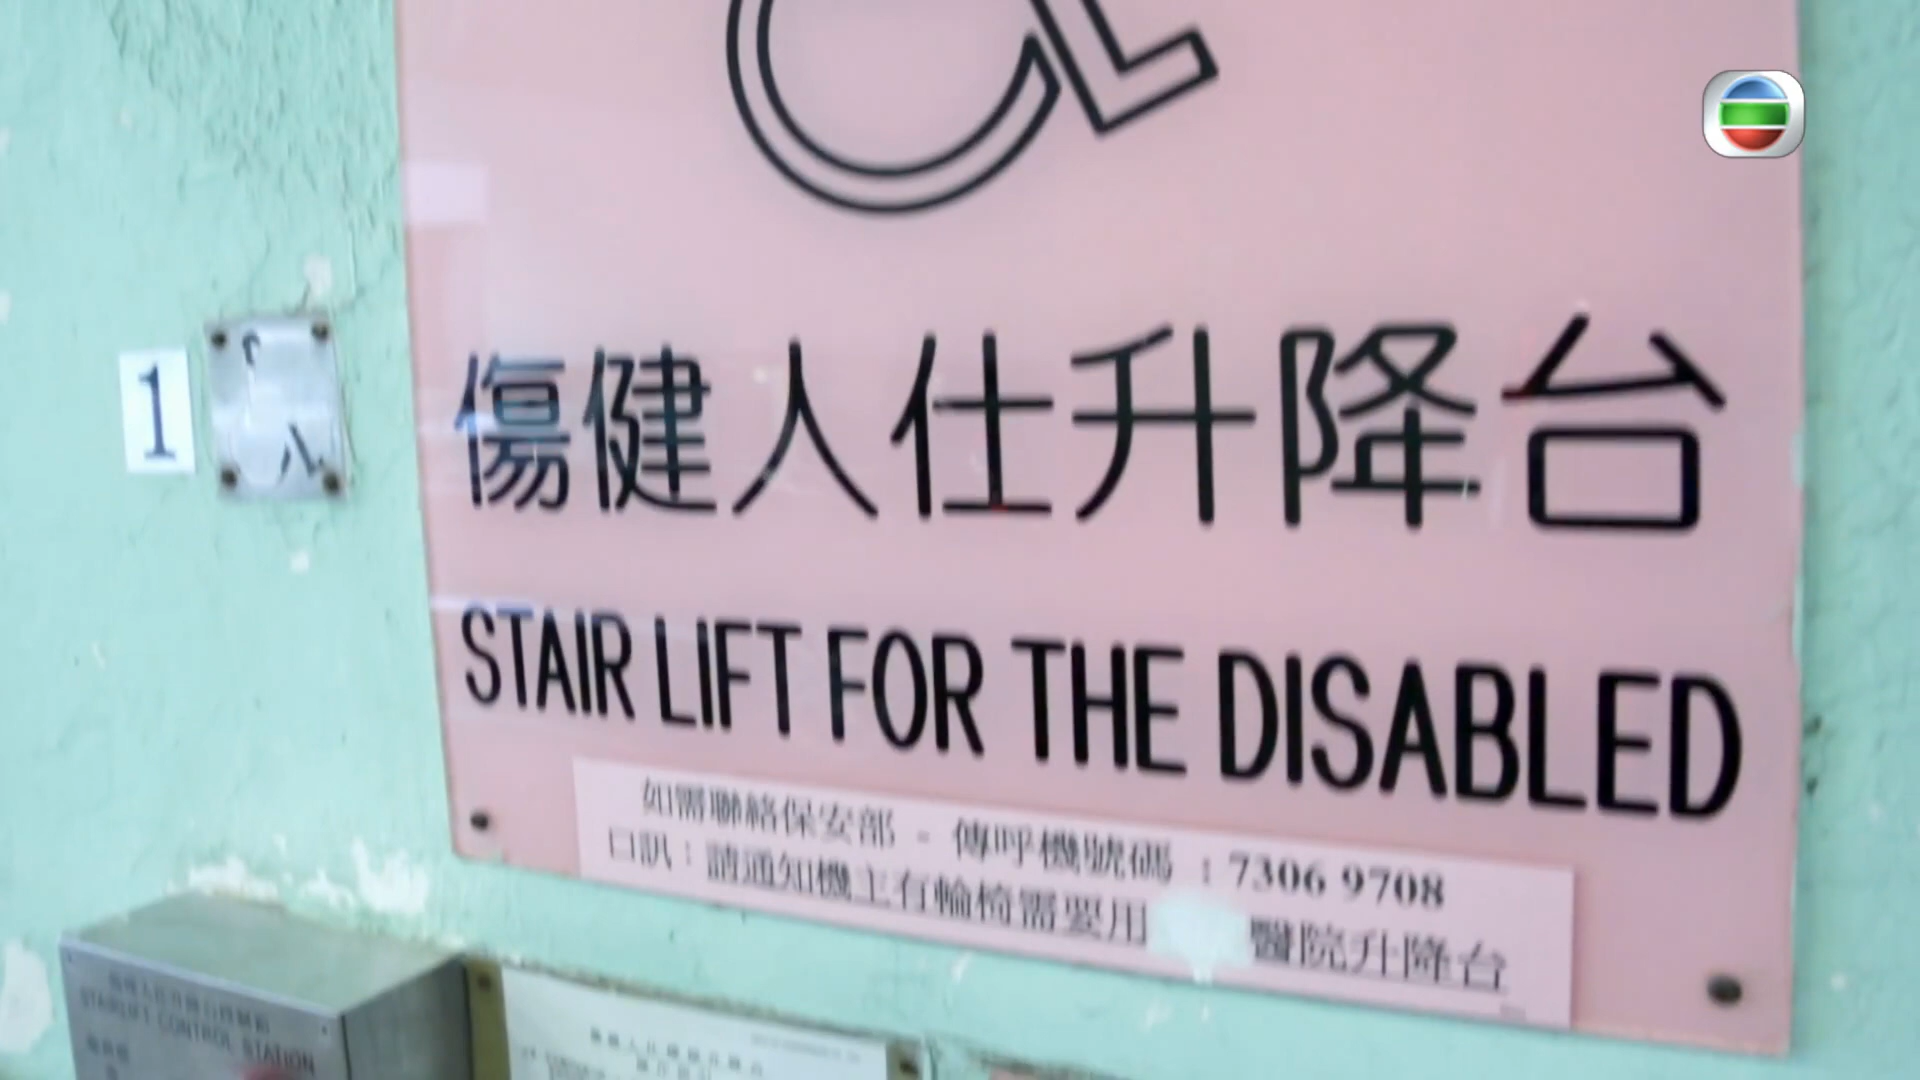 傷健人仕升降台
STAIR LIFT FOR THE DISABLED
1
如需聯絡保安部 - 傳呼機號碼 : 7306 9708
口訊：請通知機主有輪椅需要用 醫院升降台
STAIRLIFT CONTROL STATION